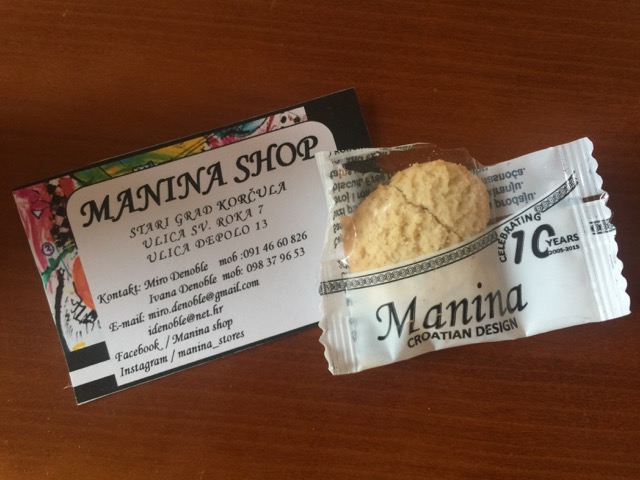 MANINA SHOP
STARI GRAD KORČULA
ULICA SV. ROKA 7
ULICA DEPOLO 13
Kontakt: Miro Denoble mob :091 46 60 826
Ivana Denoble mob: 098 37 96 53
E-mail: miro.denoble@gmail.com
idenoble@net.hr
Facebook / Manina shop
Instagram / manina_stores
CELEBRATING
10 YEARS
2005-2015
Manina
CROATIAN DESIGN
prodaju.